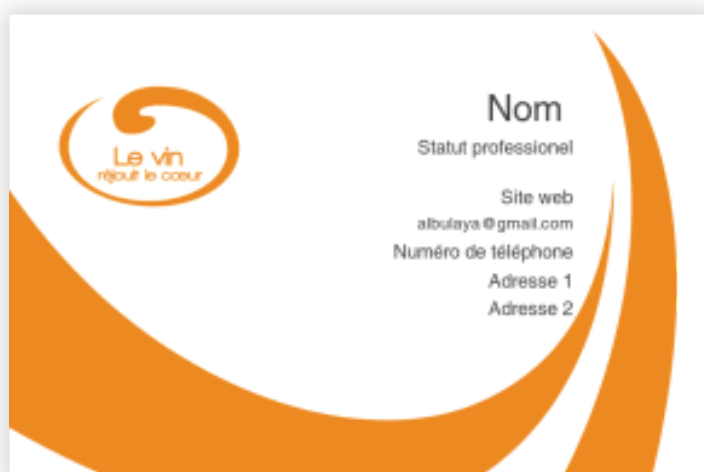 Le vin
réjouit le cœur
Nom
Statut professionel
Site web
albulaya@gmail.com
Numéro de téléphone
Adresse 1
Adresse 2